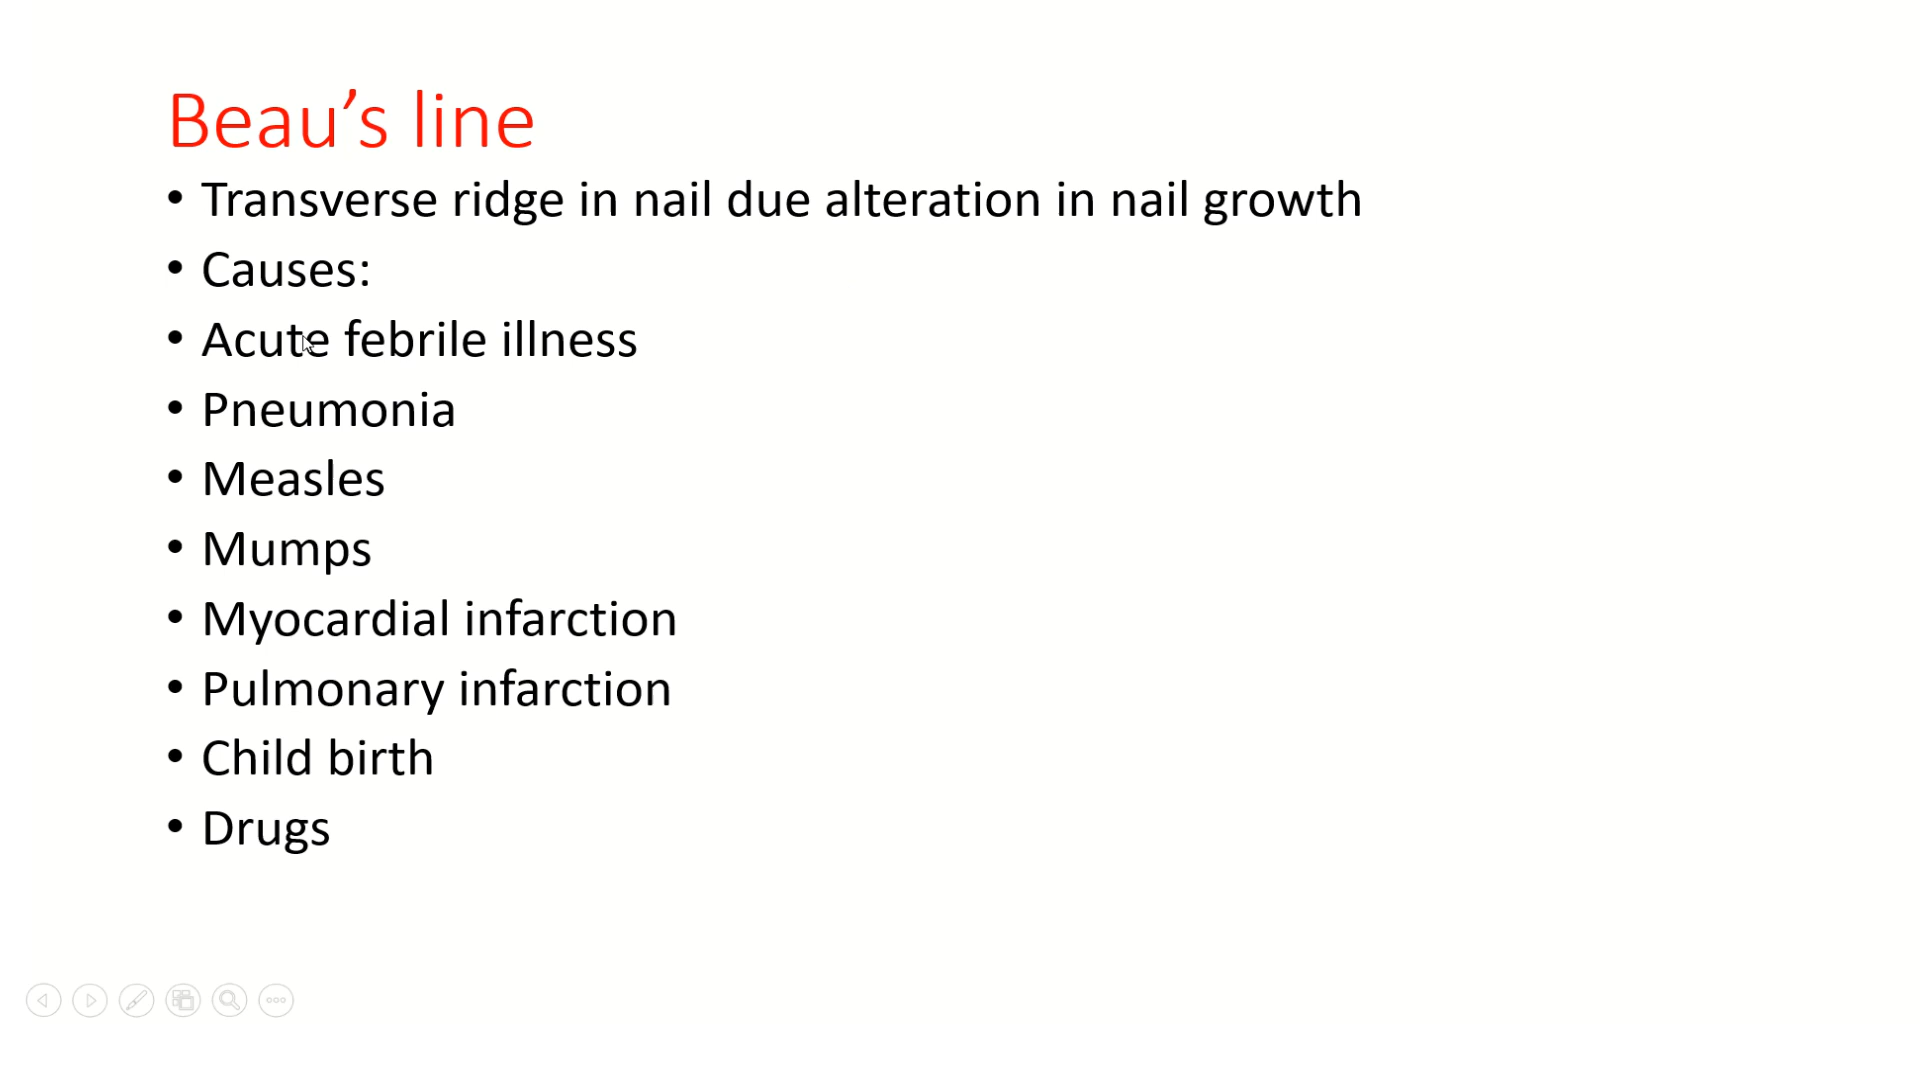 Beau’s line
• Transverse ridge in nail due alteration in nail growth
• Causes:
• Acute febrile illness
• Pneumonia
• Measles
• Mumps
• Myocardial infarction
• Pulmonary infarction
• Child birth
• Drugs